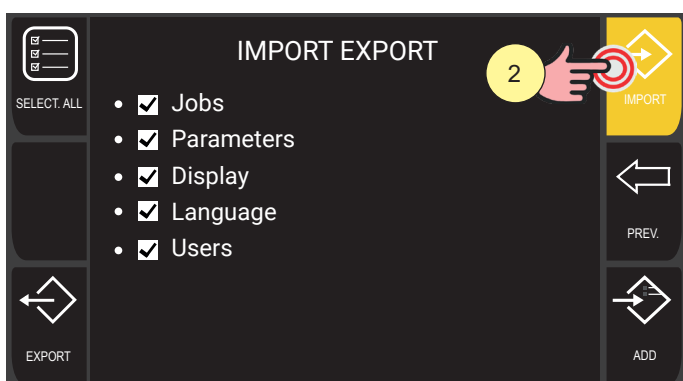 IMPORT EXPORT
2
SELECT. ALL
IMPORT
Jobs
Parameters
Display
Language
Users
PREV.
EXPORT
ADD